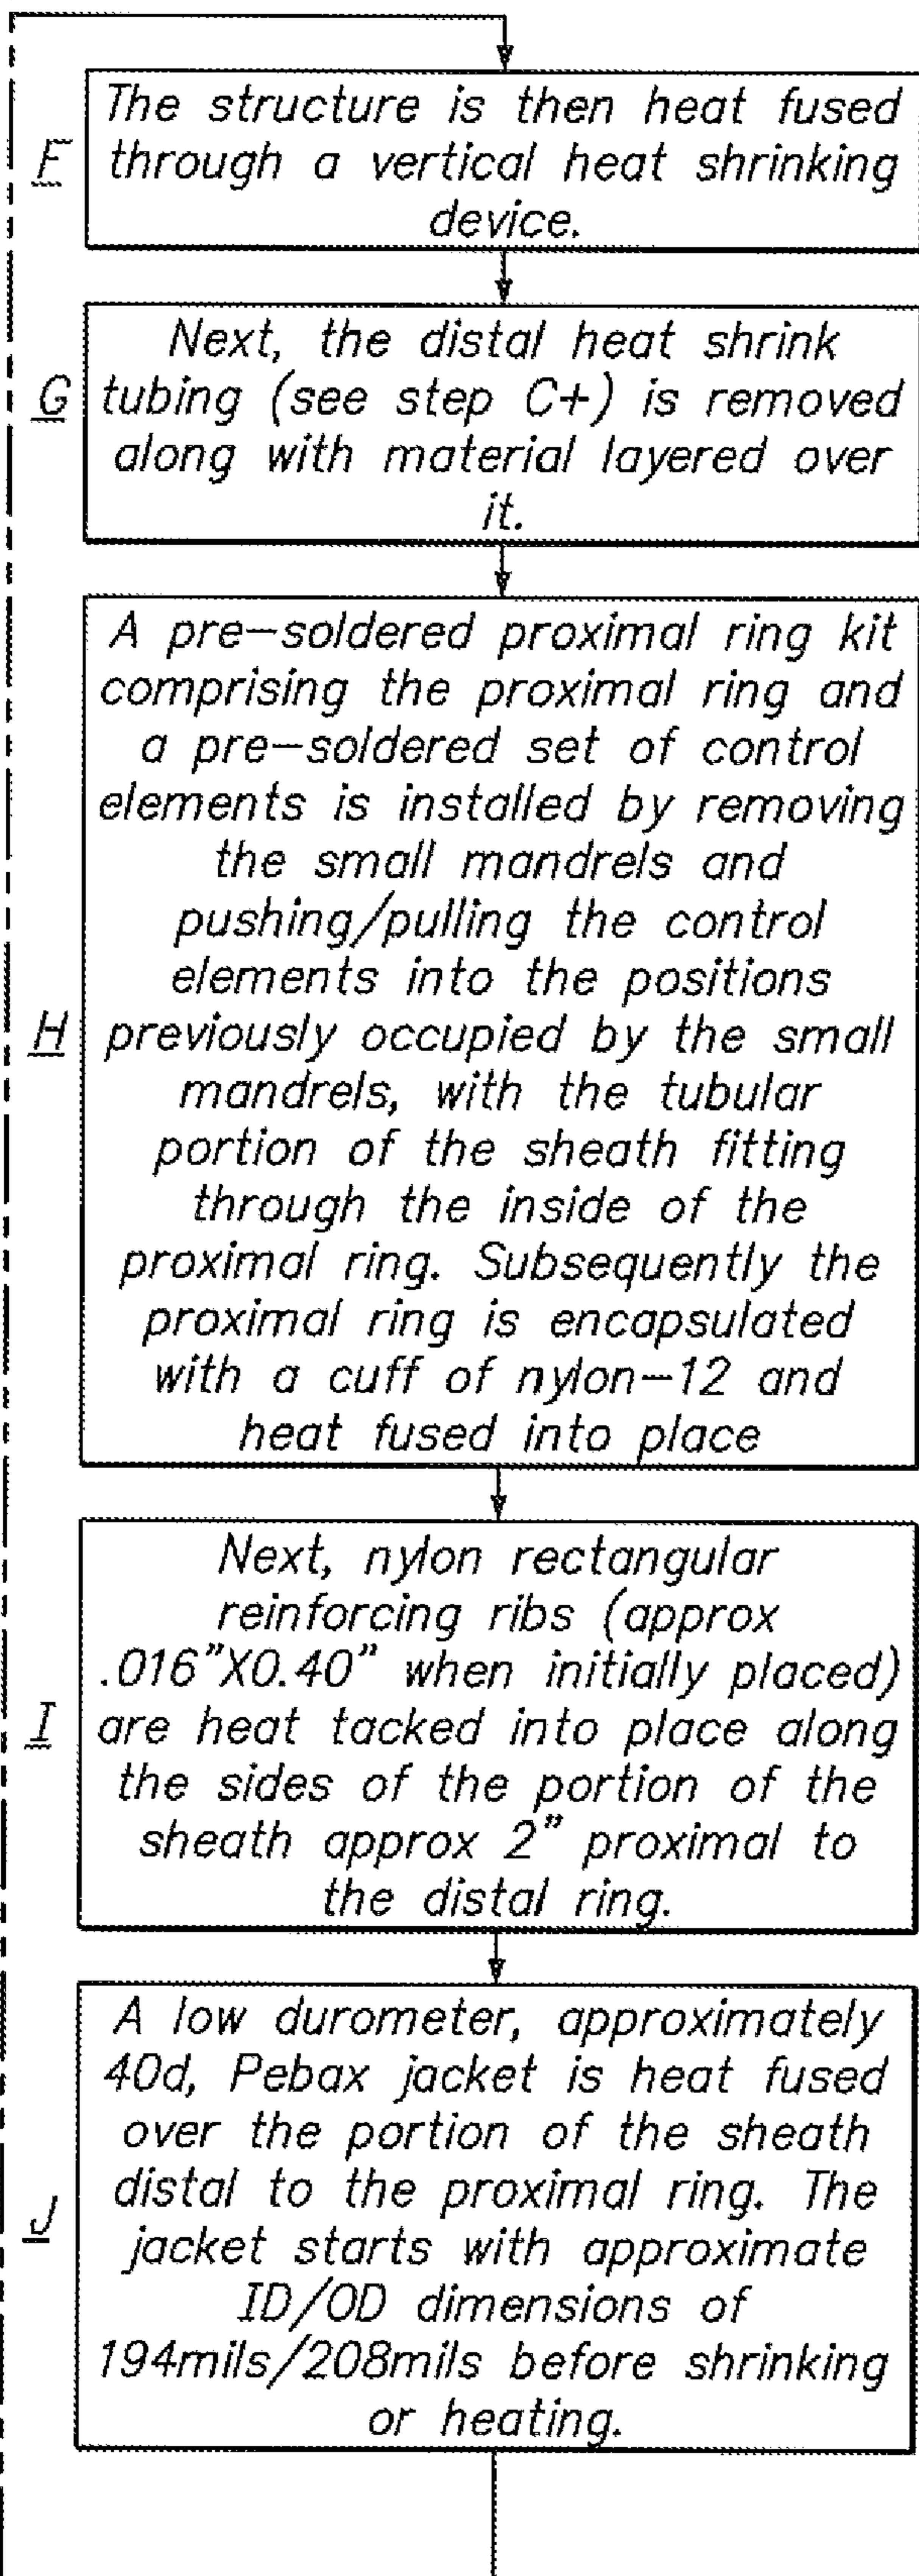 F
The structure is then heat fused
through a vertical heat shrinking
device.
G
Next, the distal heat shrink
tubing (see step C+) is removed
along with material layered over
it.
H
A pre-soldered proximal ring kit
comprising the proximal ring and
a pre-soldered set of control
elements is installed by removing
the small mandrels and
pushing/pulling the control
elements into the positions
previously occupied by the small
mandrels, with the tubular
portion of the sheath fitting
through the inside of the
proximal ring. Subsequently the
proximal ring is encapsulated
with a cuff of nylon-12 and
heat fused into place
I
Next, nylon rectangular
reinforcing ribs (approx
.016"X0.40" when initially placed)
are heat tacked into place along
the sides of the portion of the
sheath approx 2" proximal to
the distal ring.
J
A low durometer, approximately
40d, Pebax jacket is heat fused
over the portion of the sheath
distal to the proximal ring. The
jacket starts with approximate
ID/OD dimensions of
194mils/208mils before shrinking
or heating.